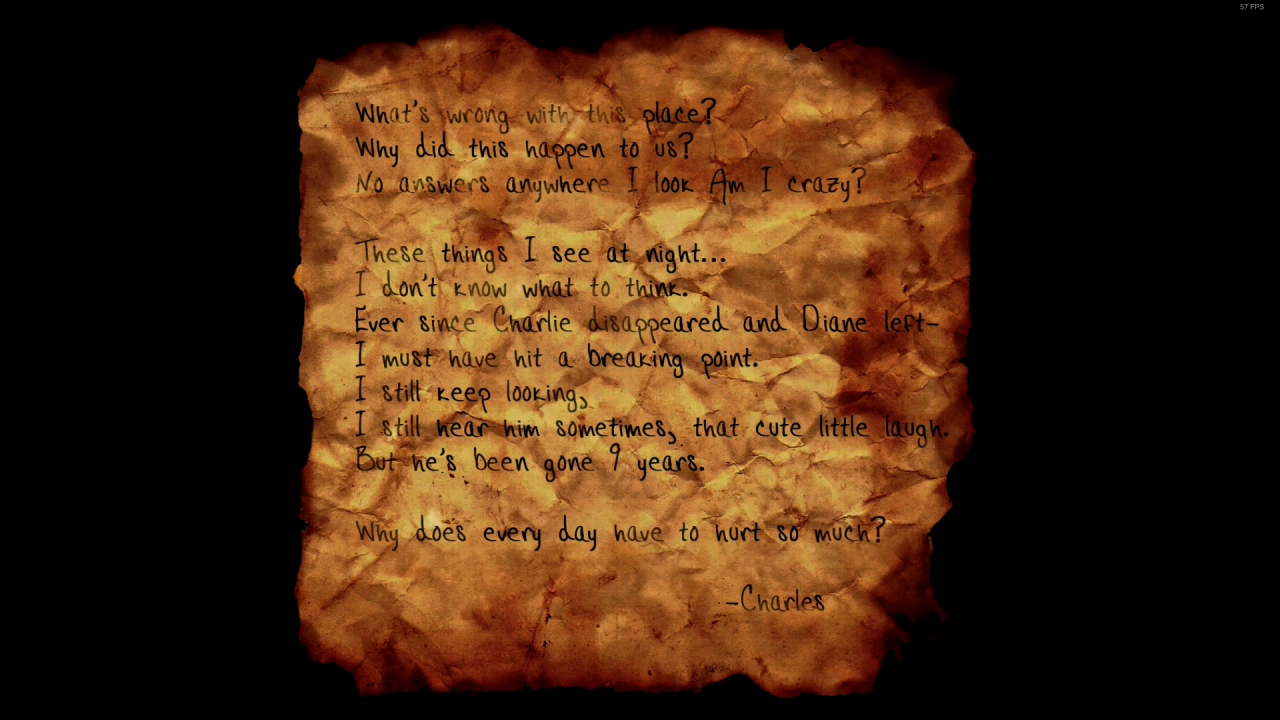 57 FPS
What's wrong with this place?
Why did this happen to us?
No answers anywhere I look Am I crazy?
These things I see at night...
I don't know what to think.
Ever since Charlie disappeared and Diane left-
I must have hit a breaking point.
I still keep looking,
I still hear him sometimes, that cute little laugh.
But he's been gone 9 years.
Why does every day have to hurt so much?
-Charles